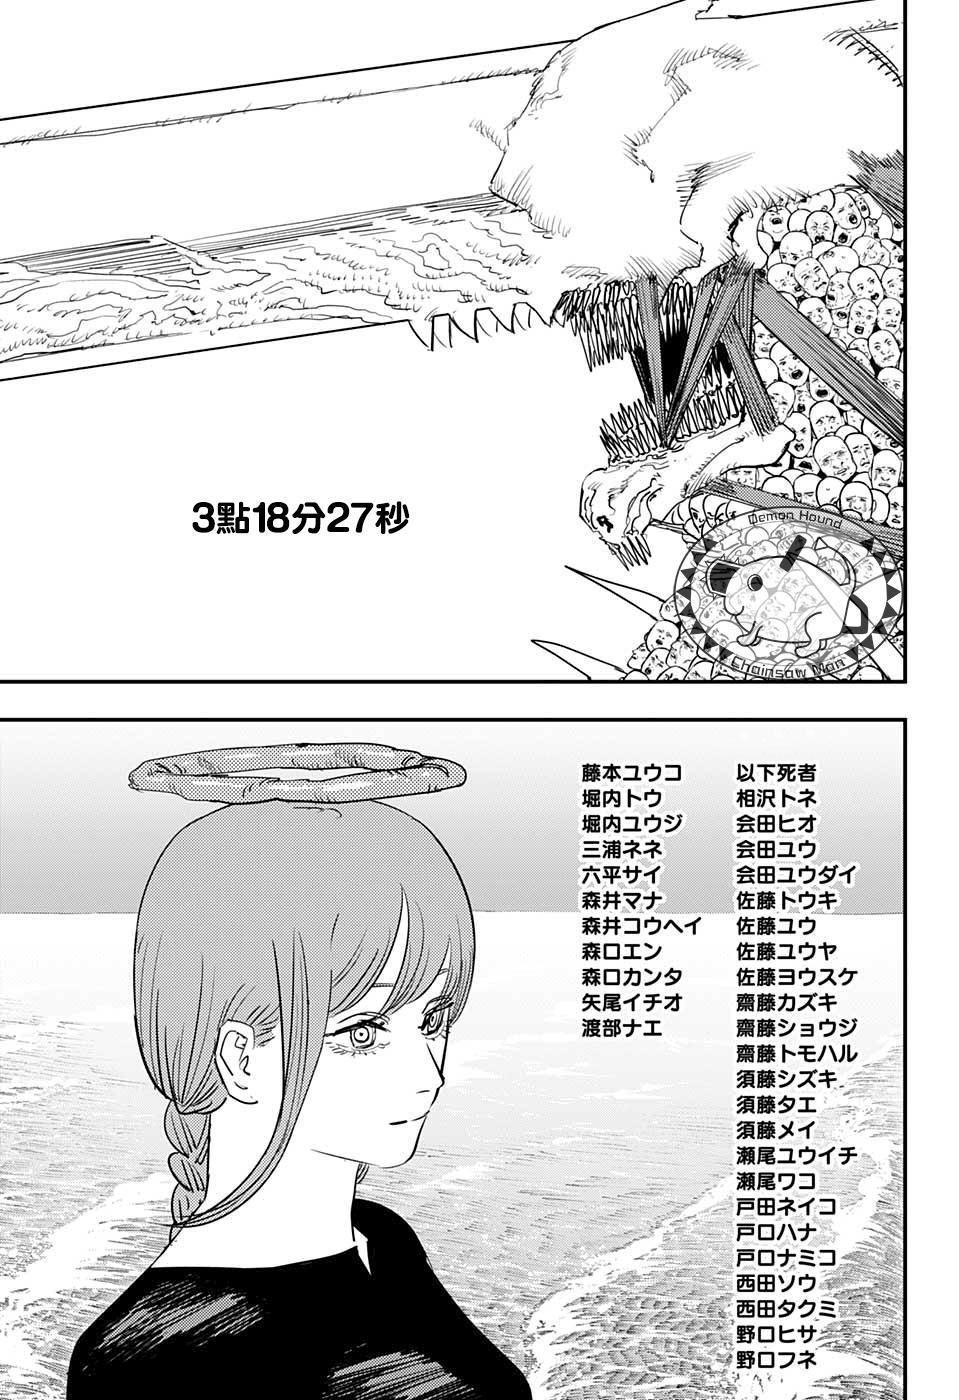 3點18分27秒
Demon Hound
Chainsaw Man
以下死者
相沢トネ
会田ヒオ
会田ユウ
会田ユウダイ
佐藤トウキ
佐藤ユウ
佐藤ユウヤ
佐藤ヨウスケ
齋藤カズキ
齋藤ショウジ
齋藤トモハル
須藤シズキ
須藤タエ
須藤メイ
瀬尾ユウイチ
瀬尾ワコ
戸田ネイコ
戸口ハナ
戸口ナミコ
西田ソウ
西田タクミ
野口ヒサ
野口フネ
藤本ユウコ
堀内トウ
堀内ユウジ
三浦ネネ
六平サイ
森井マナ
森井コウヘイ
森口エン
森口カンタ
矢尾イチオ
渡部ナエ